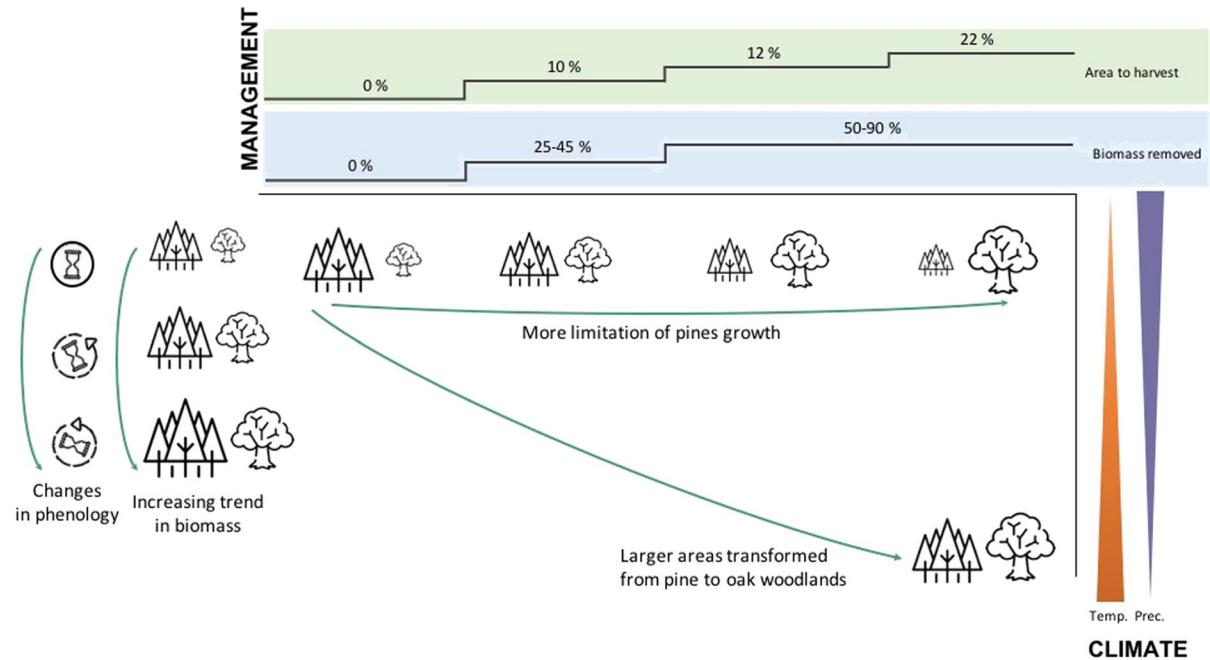 MANAGEMENT
0 %
10 %
12 %
22 %
Area to harvest
0 %
25-45 %
50-90 %
Biomass removed
More limitation of pines growth
Changes
in phenology
Increasing trend
in biomass
Larger areas transformed
from pine to oak woodlands
Temp. Prec.
CLIMATE